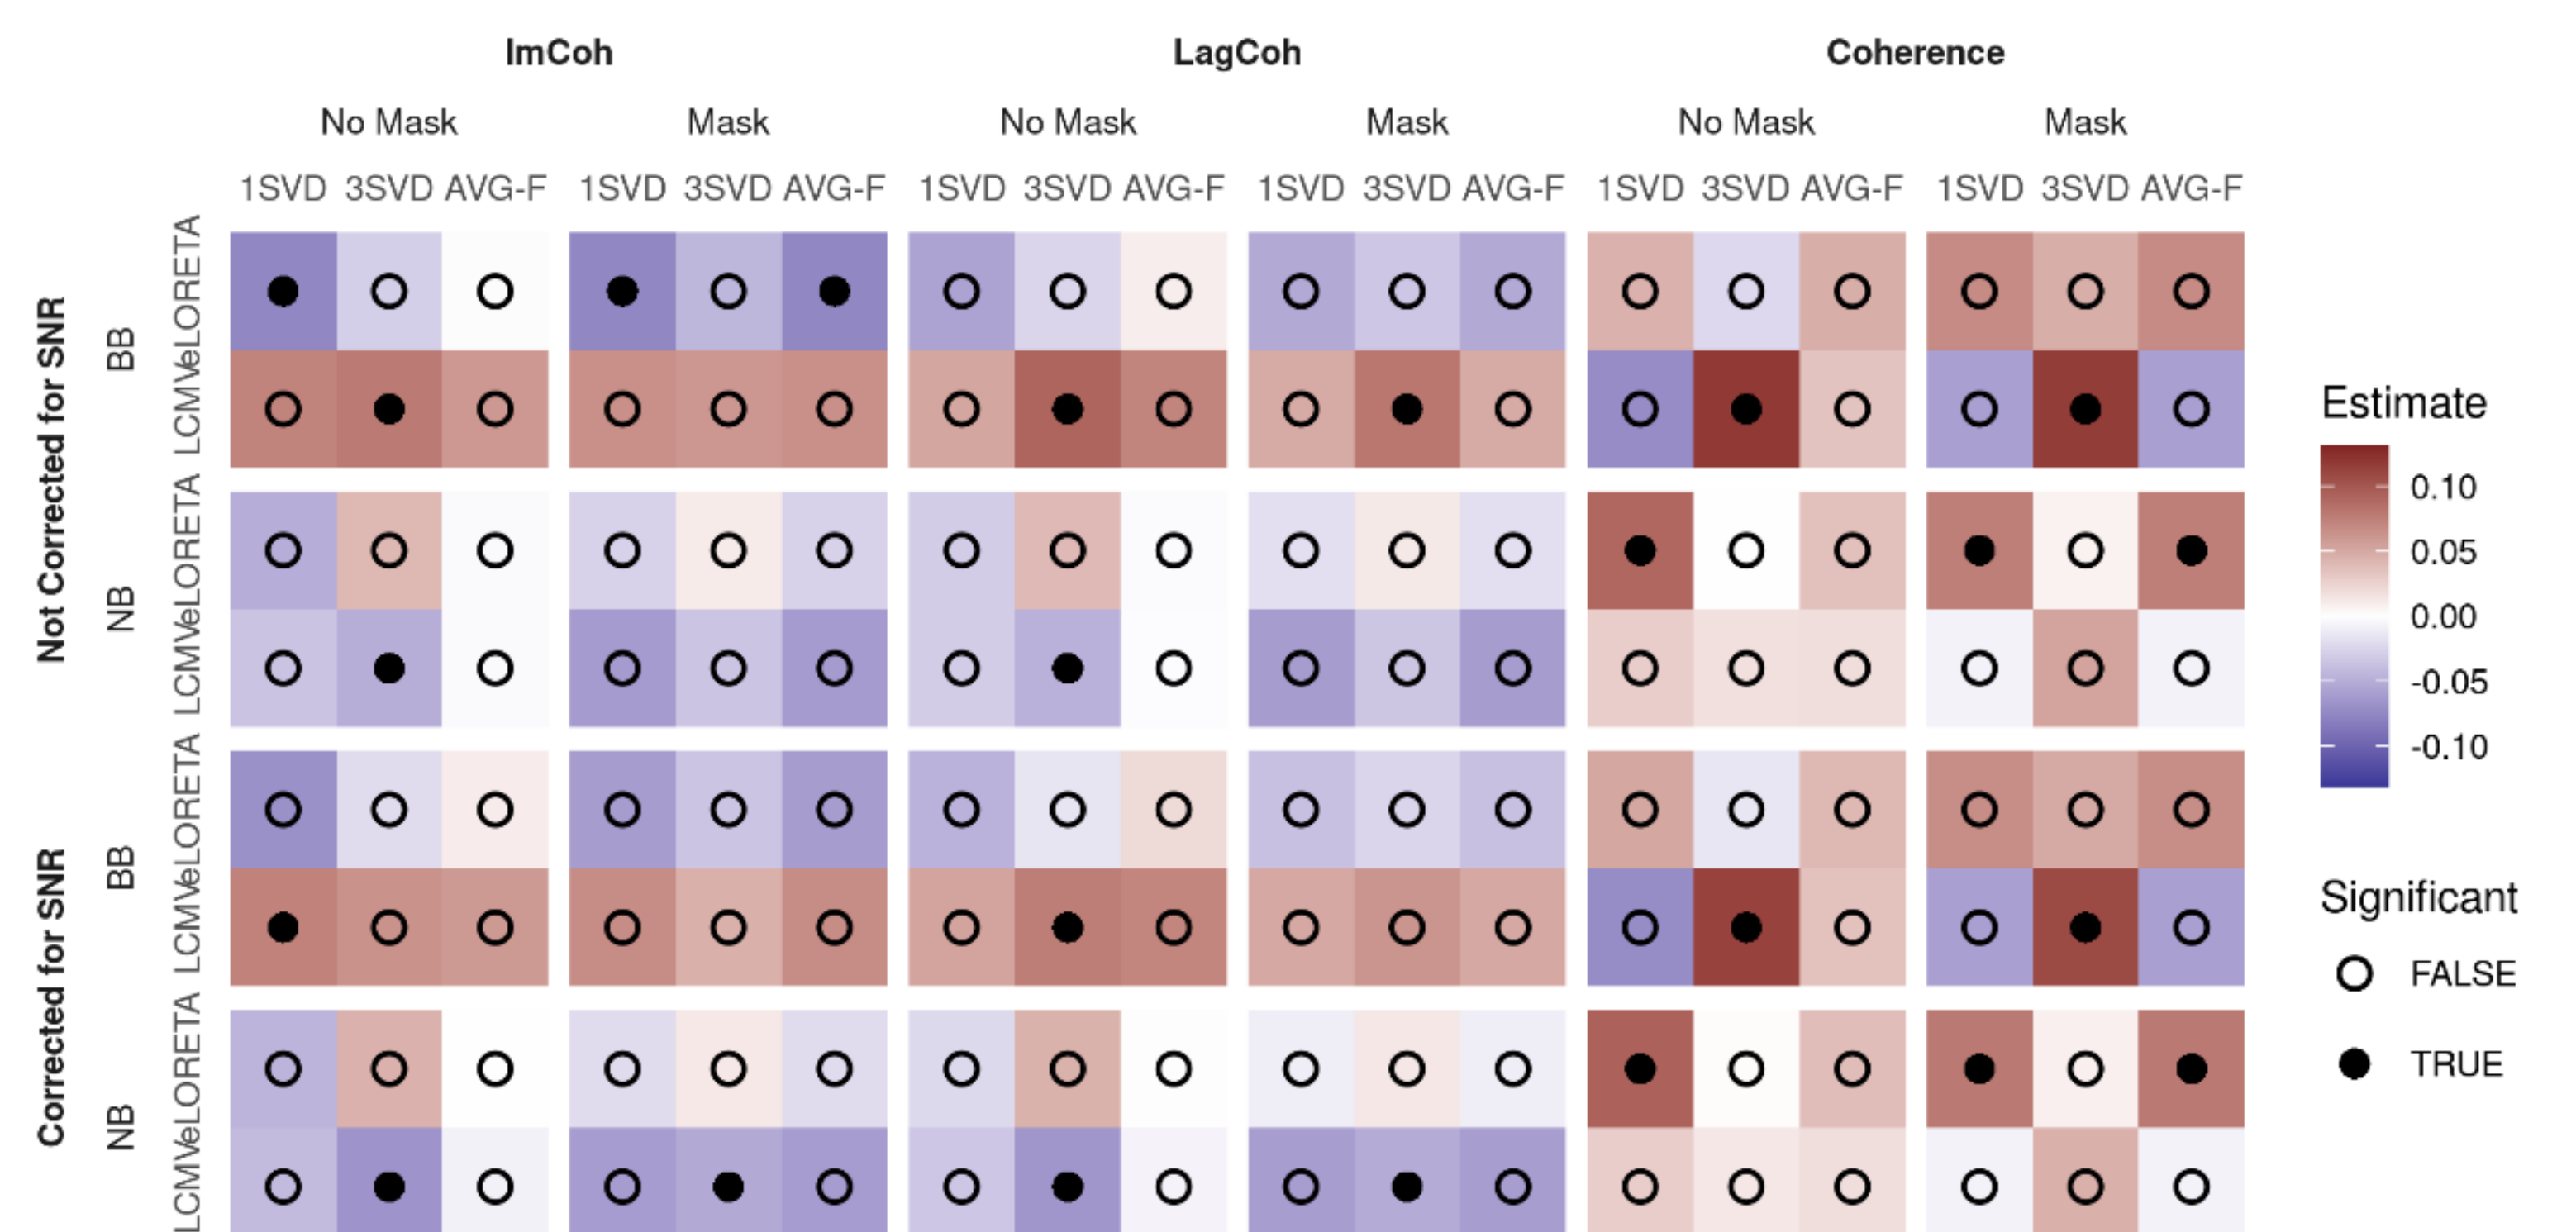 ImCoh LagCoh Coherence
No Mask Mask No Mask Mask No Mask Mask
1SVD 3SVD AVG-F 1SVD 3SVD AVG-F 1SVD 3SVD AVG-F 1SVD 3SVD AVG-F 1SVD 3SVD AVG-F 1SVD 3SVD AVG-F
Not Corrected for SNR
BB
eLORETA
LCMV
NB
eLORETA
LCMV
Corrected for SNR
BB
eLORETA
LCMV
NB
eLORETA
LCMV
Estimate
0.10
0.05
0.00
-0.05
-0.10
Significant
FALSE
TRUE